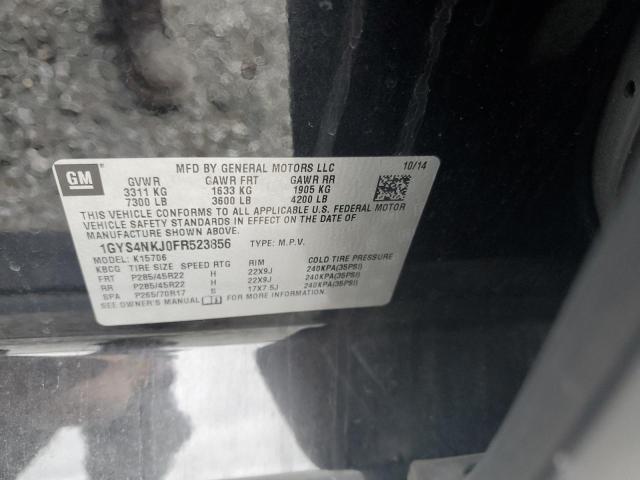 GM
MFD BY GENERAL MOTORS LLC 10/14
GVWR GAWR FRT GAWR RR
3311 KG 1633 KG 1905 KG
7300 LB 3600 LB 4200 LB
THIS VEHICLE CONFORMS TO ALL APPLICABLE U.S. FEDERAL MOTOR
VEHICLE SAFETY STANDARDS IN EFFECT ON THE DATE OF
MANUFACTURE SHOWN ABOVE.
1GYS4NKJ0FR523856 TYPE: M.P.V.
MODEL: K15706
KBCQ TIRE SIZE SPEED RTG RIM COLD TIRE PRESSURE
FRT P285/45R22 H 22X9J 240KPA(35PSI)
RR P285/45R22 H 22X9J 240KPA(35PSI)
SPA P265/70R17 S 17X7.5J 240KPA(35PSI)
SEE OWNER'S MANUAL FOR MORE INFORMATION.